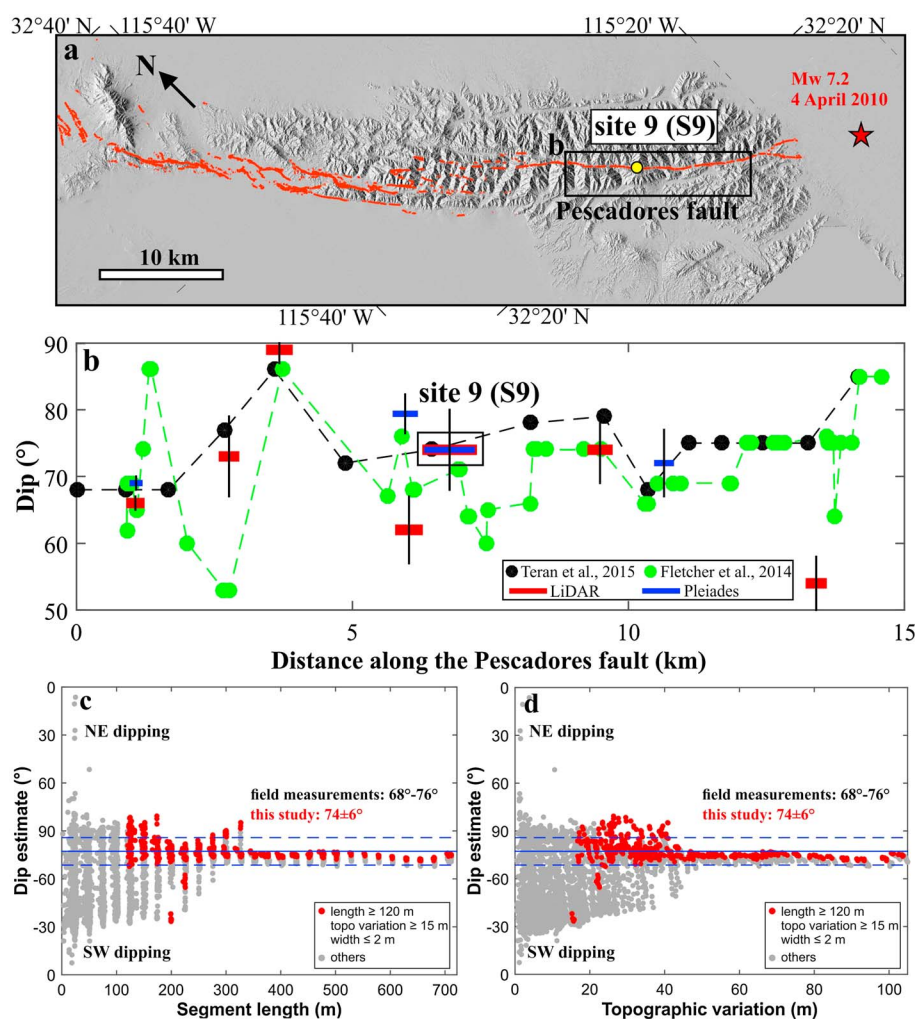 32°40' N
115°40' W
115°20' W
32°20' N
a
N
Mw 7.2
4 April 2010
site 9 (S9)
b
Pescadores fault
10 km
115°40' W
32°20' N
b
90
80
70
60
50
Dip (°)
site 9 (S9)
Teran et al., 2015
Fletcher et al., 2014
LiDAR
Pleiades
0
5
10
15
Distance along the Pescadores fault (km)
c
0
30
60
90
-60
-30
0
Dip estimate (°)
NE dipping
field measurements: 68°-76°
this study: 74±6°
SW dipping
length ≥ 120 m
topo variation ≥ 15 m
width ≤ 2 m
others
0
100
200
300
400
500
600
700
Segment length (m)
d
0
30
60
90
-60
-30
0
Dip estimate (°)
NE dipping
field measurements: 68°-76°
this study: 74±6°
SW dipping
length ≥ 120 m
topo variation ≥ 15 m
width ≤ 2 m
others
0
20
40
60
80
100
Topographic variation (m)